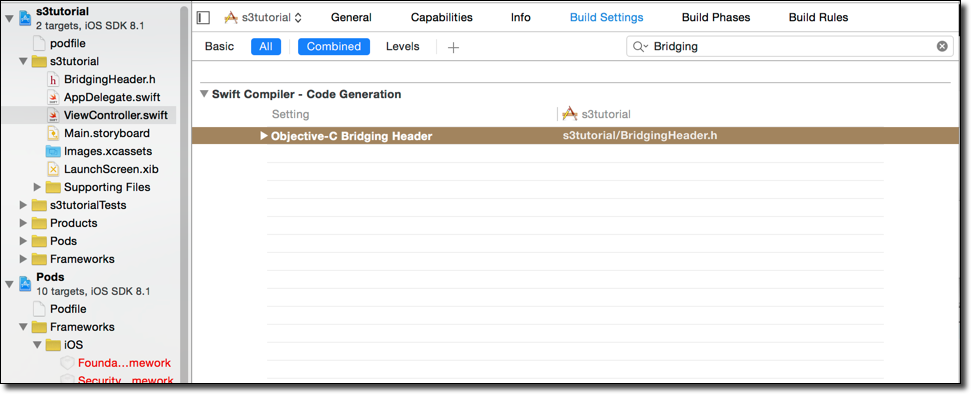 s3tutorial
2 targets, iOS SDK 8.1
podfile
s3tutorial
BridgingHeader.h
AppDelegate.swift
ViewController.swift
Main.storyboard
Images.xcassets
LaunchScreen.xib
Supporting Files
s3tutorialTests
Products
Pods
Frameworks
Pods
10 targets, iOS SDK 8.1
Podfile
Frameworks
iOS
Founda...mework
Security...mework
s3tutorial General Capabilities Info Build Settings Build Phases Build Rules
Basic All Combined Levels + Bridging
Swift Compiler - Code Generation
Setting s3tutorial
Objective-C Bridging Header s3tutorial/BridgingHeader.h